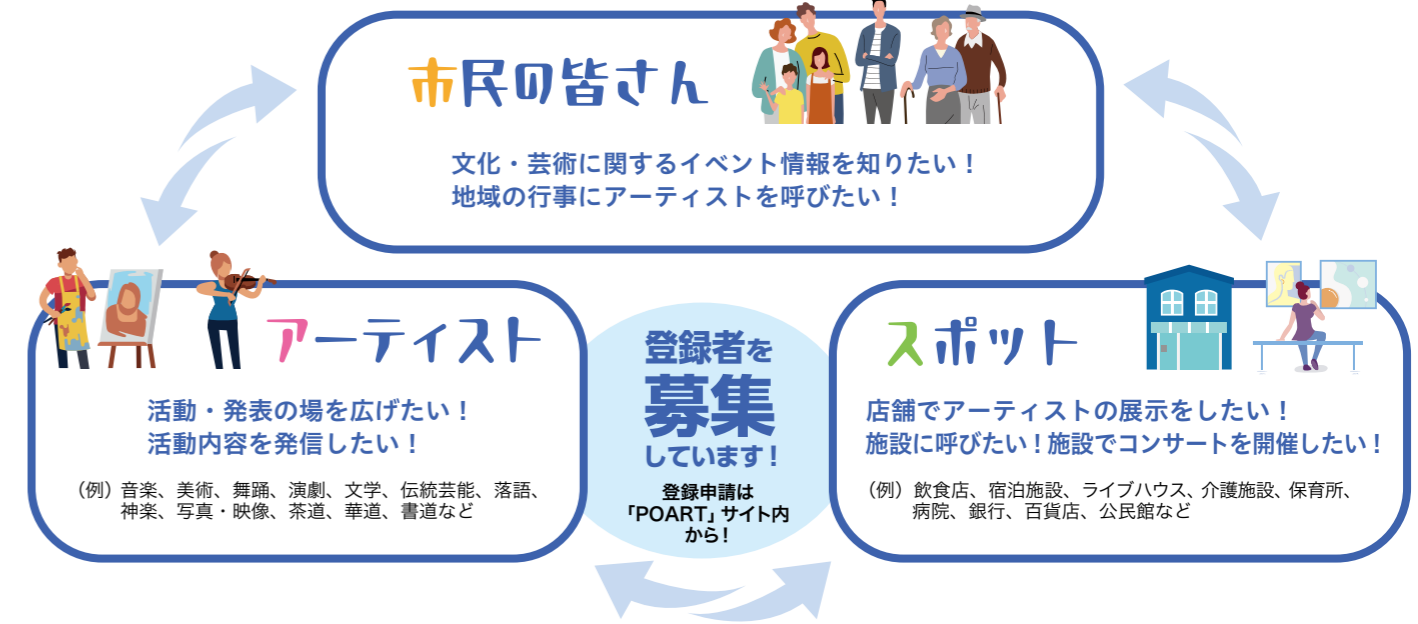 市民の皆さん
文化・芸術に関するイベント情報を知りたい！
地域の行事にアーティストを呼びたい！
アーティスト
活動・発表の場を広げたい！
活動内容を発信したい！
（例）音楽、美術、舞踊、演劇、文学、伝統芸能、落語、
神楽、写真・映像、茶道、華道、書道など
登録者を
募集
しています！
登録申請は
「POART」サイト内
から！
スポット
店舗でアーティストの展示をしたい！
施設に呼びたい！施設でコンサートを開催したい！
（例）飲食店、宿泊施設、ライブハウス、介護施設、保育所、
病院、銀行、百貨店、公民館など